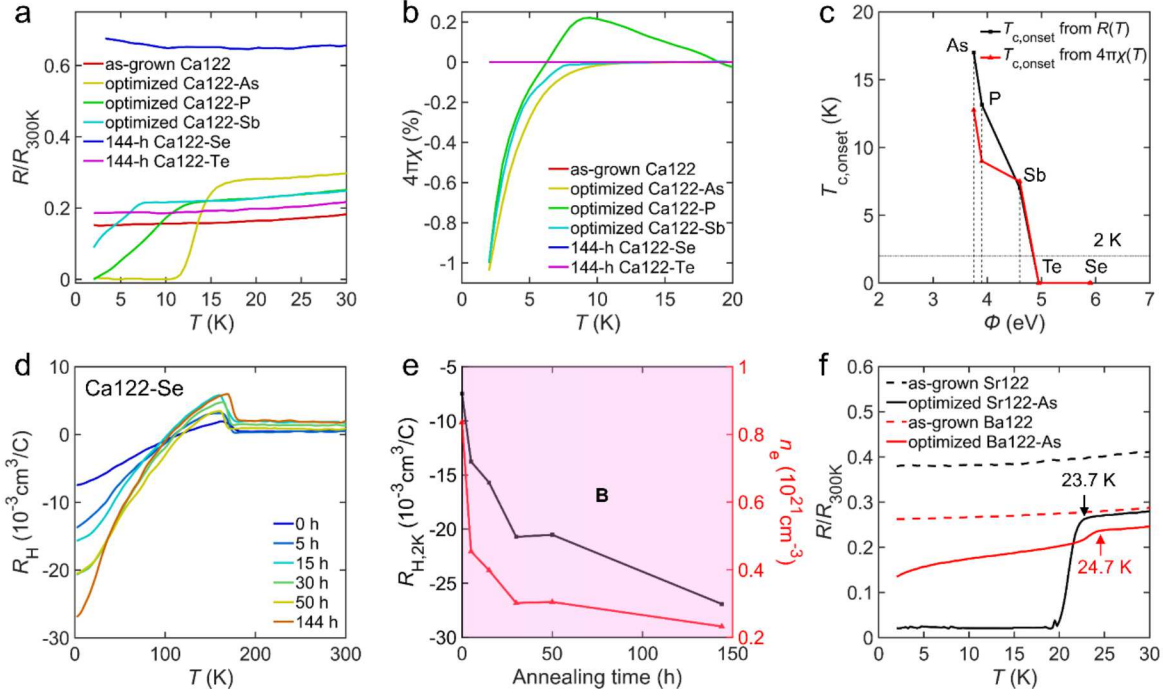 a
0.6
0.4
0.2
0
R/R300K
as-grown Ca122
optimized Ca122-As
optimized Ca122-P
optimized Ca122-Sb
144-h Ca122-Se
144-h Ca122-Te
0 5 10 15 20 25 30
T (K)
b
0.2
0
-0.2
-0.4
-0.6
-0.8
-1
4πχ (%)
as-grown Ca122
optimized Ca122-As
optimized Ca122-P
optimized Ca122-Sb
144-h Ca122-Se
144-h Ca122-Te
0 5 10 15 20
T (K)
c
20
15
10
5
0
Tc,onset (K)
Tc,onset from R(T)
Tc,onset from 4πχ(T)
As
P
Sb
2 K
Te Se
2 3 4 5 6 7
Φ (eV)
d
Ca122-Se
10
0
-10
-20
-30
RH (10-3cm3/C)
0 h
5 h
15 h
30 h
50 h
144 h
0 100 200 300
T (K)
e
-5
-10
-15
-20
-25
-30
RH,2K (10-3cm3/C)
B
1
0.8
0.6
0.4
0.2
ne (1021cm-3)
0 50 100 150
Annealing time (h)
f
0.6
0.5
0.4
0.3
0.2
0.1
0
R/R300K
as-grown Sr122
optimized Sr122-As
as-grown Ba122
optimized Ba122-As
23.7 K
24.7 K
0 5 10 15 20 25 30
T (K)